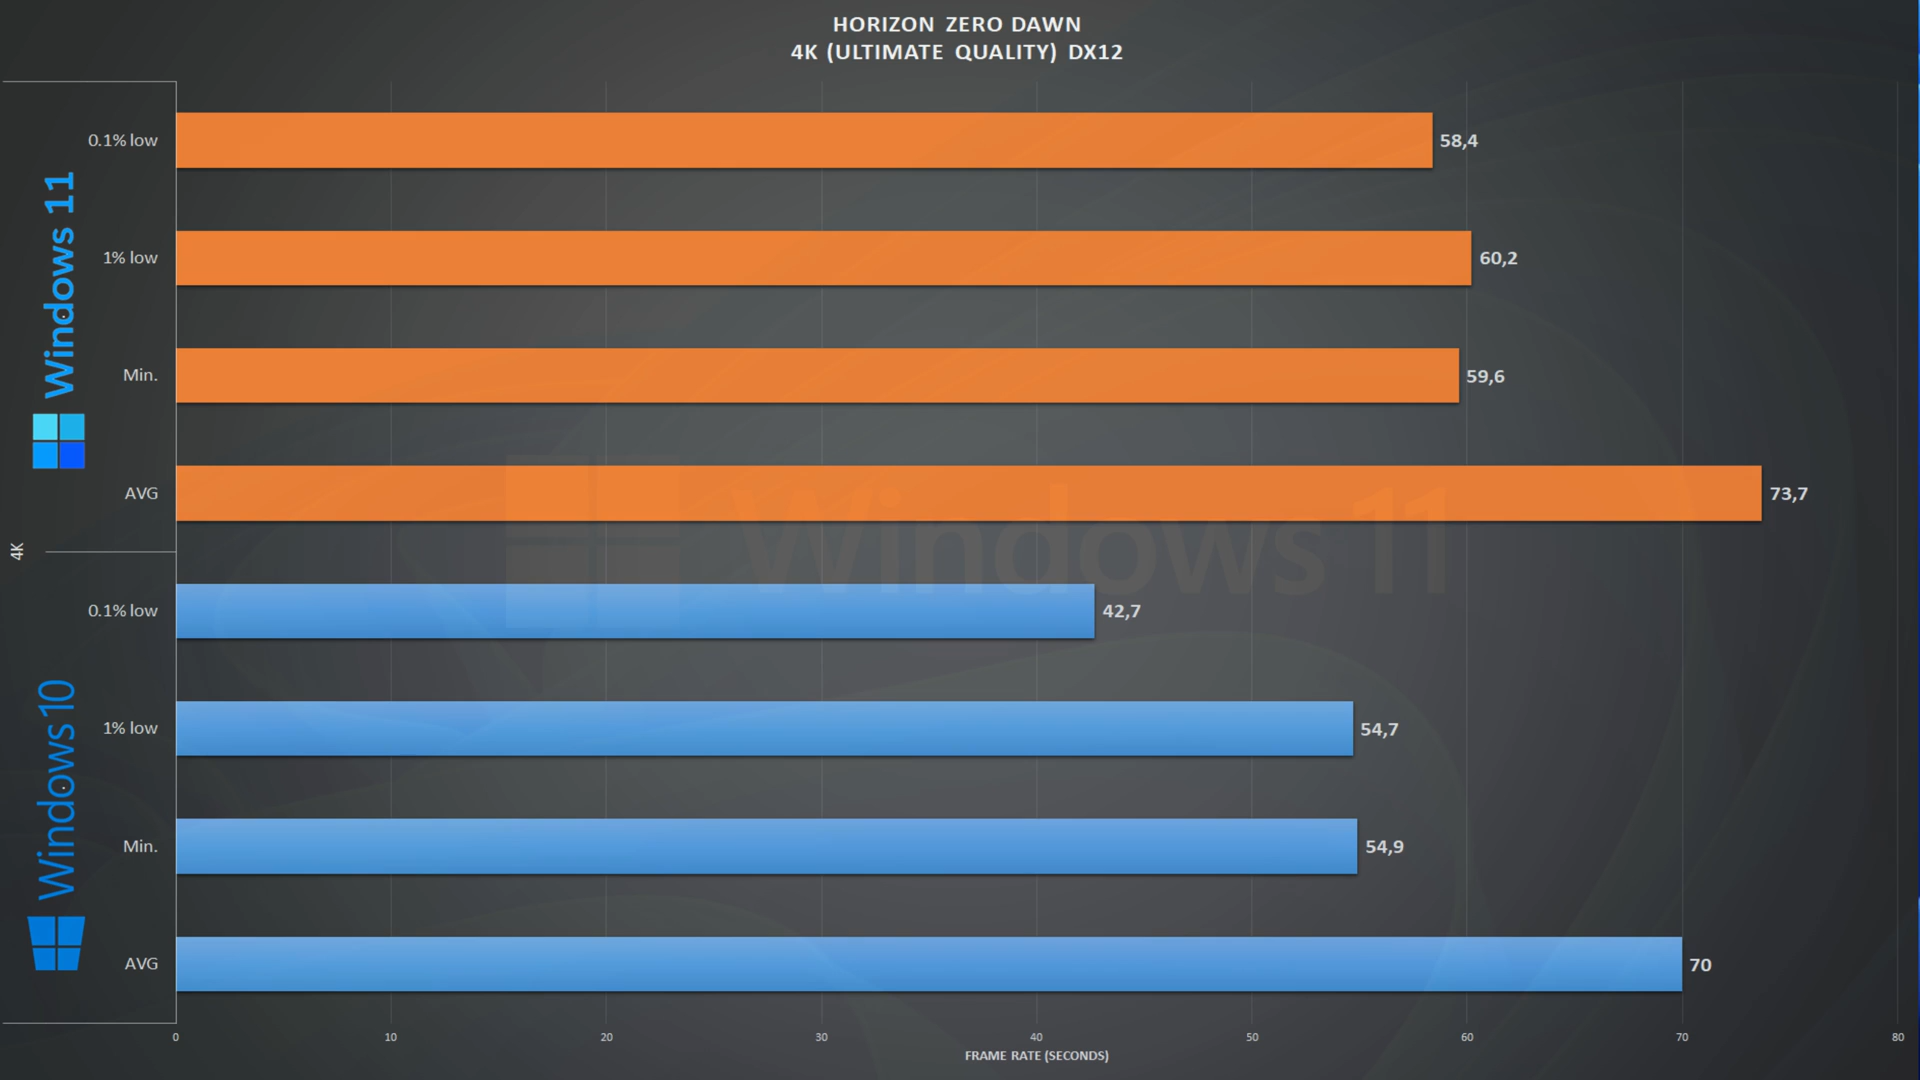 HORIZON ZERO DAWN
4K (ULTIMATE QUALITY) DX12
4K
Windows 11
0.1% low
58,4
1% low
60,2
Min.
59,6
AVG
73,7
Windows 11
Windows 10
0.1% low
42,7
1% low
54,7
Min.
54,9
AVG
70
0 10 20 30 40 50 60 70 80
FRAME RATE (SECONDS)